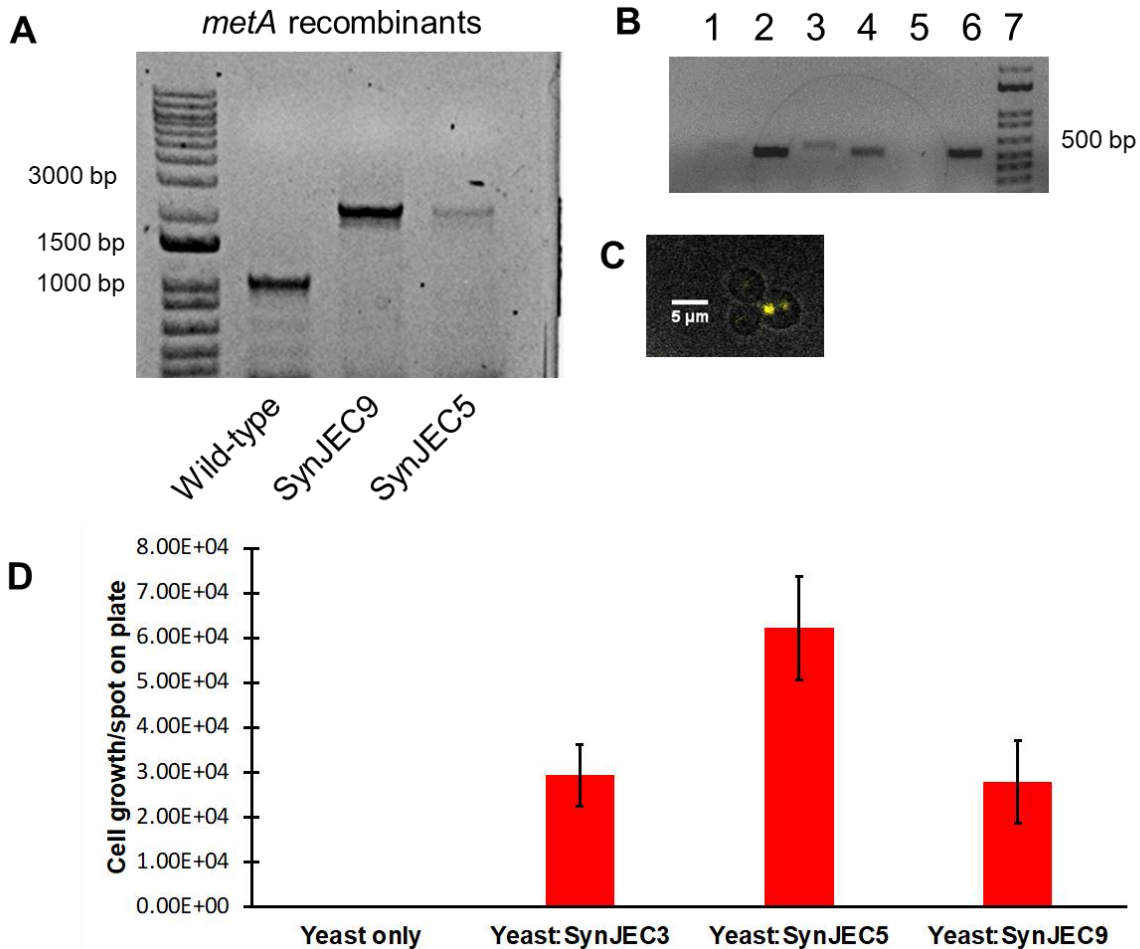 A
metA recombinants
3000 bp
1500 bp
1000 bp
Wild-type
SynJEC9
SynJEC5
B
1 2 3 4 5 6 7
500 bp
C
5 µm
D
Cell growth/spot on plate
8.00E+04
7.00E+04
6.00E+04
5.00E+04
4.00E+04
3.00E+04
2.00E+04
1.00E+04
0.00E+00
Yeast only Yeast:SynJEC3 Yeast:SynJEC5 Yeast:SynJEC9